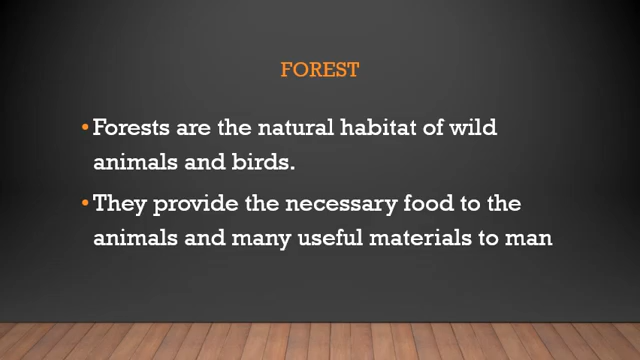 FOREST
•Forests are the natural habitat of wild
animals and birds.
•They provide the necessary food to the
animals and many useful materials to man